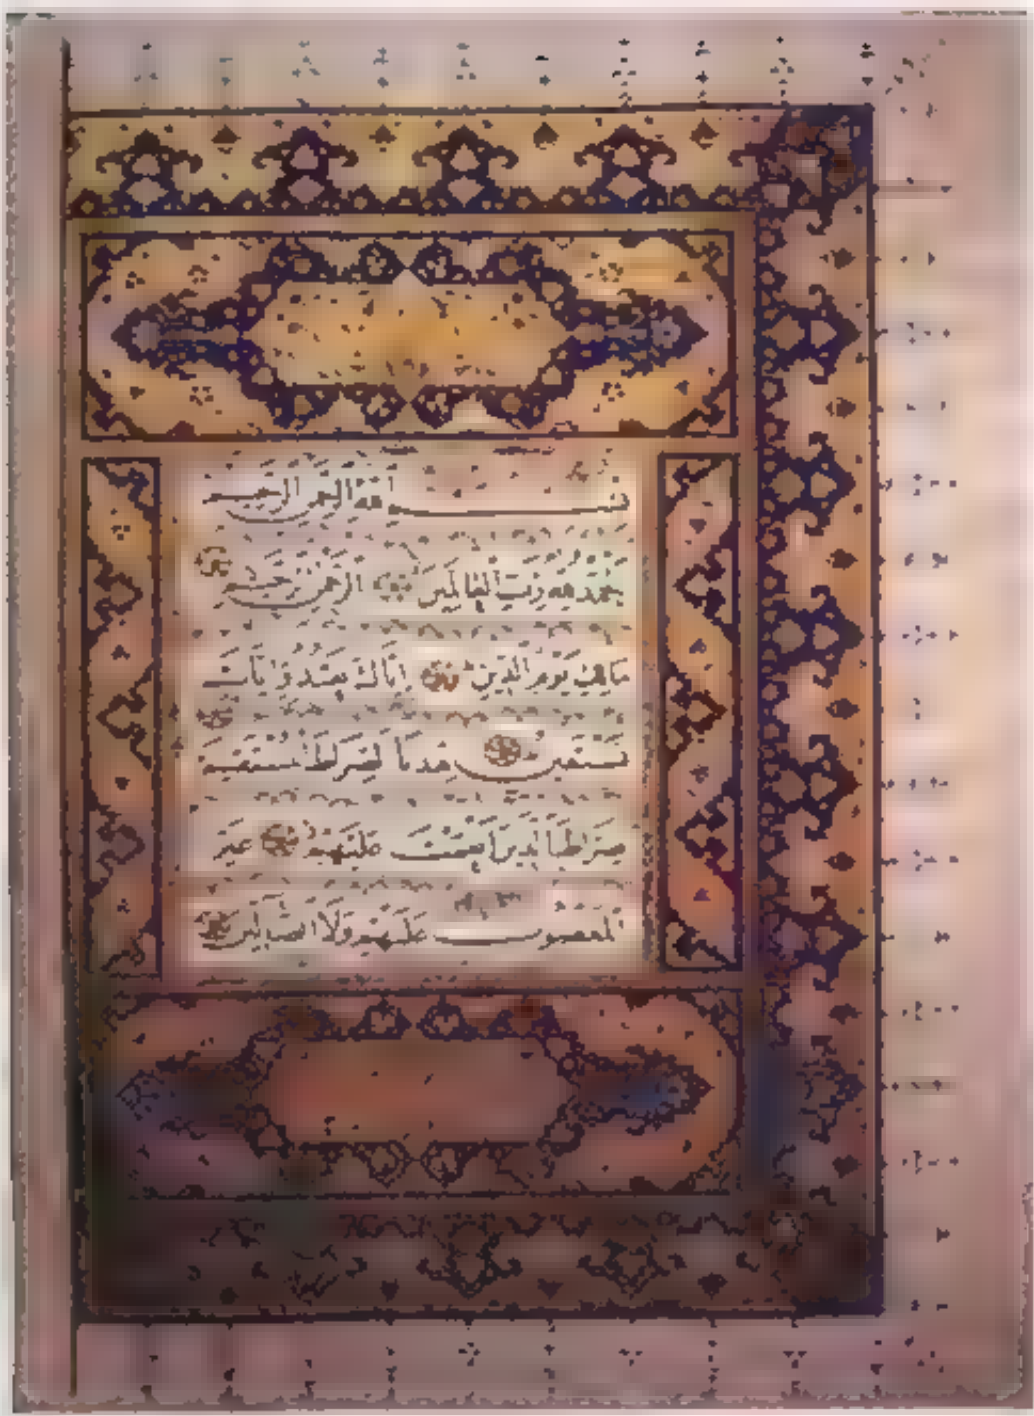 بسم الله الرحمن الرحيم
الحمد لله رب العالمين الرحمن الرحيم
مالك يوم الدين اياك نعبد و اياك
نستعين اهدنا الصراط المستقيم
صراط الذين انعمت عليهم غير
المغضوب عليهم ولا الضالين